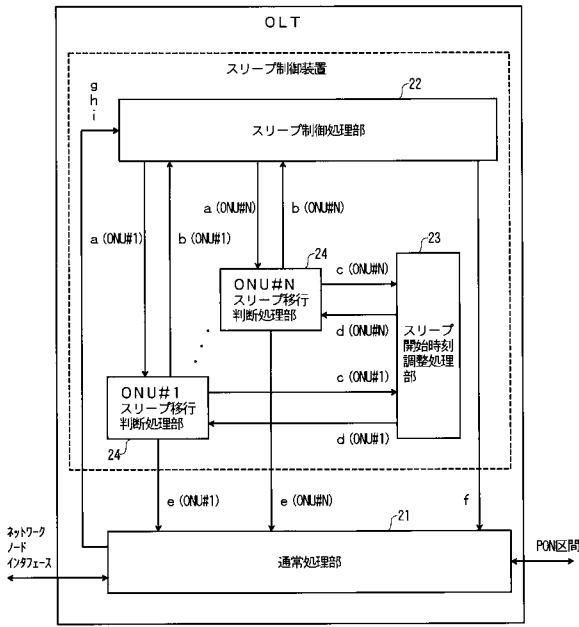 OLT
スリープ制御装置
g
h
i
22
スリープ制御処理部
a(ONU#N)
b(ONU#N)
a(ONU#1)
b(ONU#1)
23
24
c(ONU#N)
ONU#N
スリープ移行
判断処理部
d(ONU#N)
スリープ
開始時刻
調整処理
部
・
・
・
c(ONU#1)
ONU#1
スリープ移行
判断処理部
d(ONU#1)
24
e(ONU#1)
e(ONU#N)
f
21
ネットワーク
ノード
インタフェース
通常処理部
PON区間